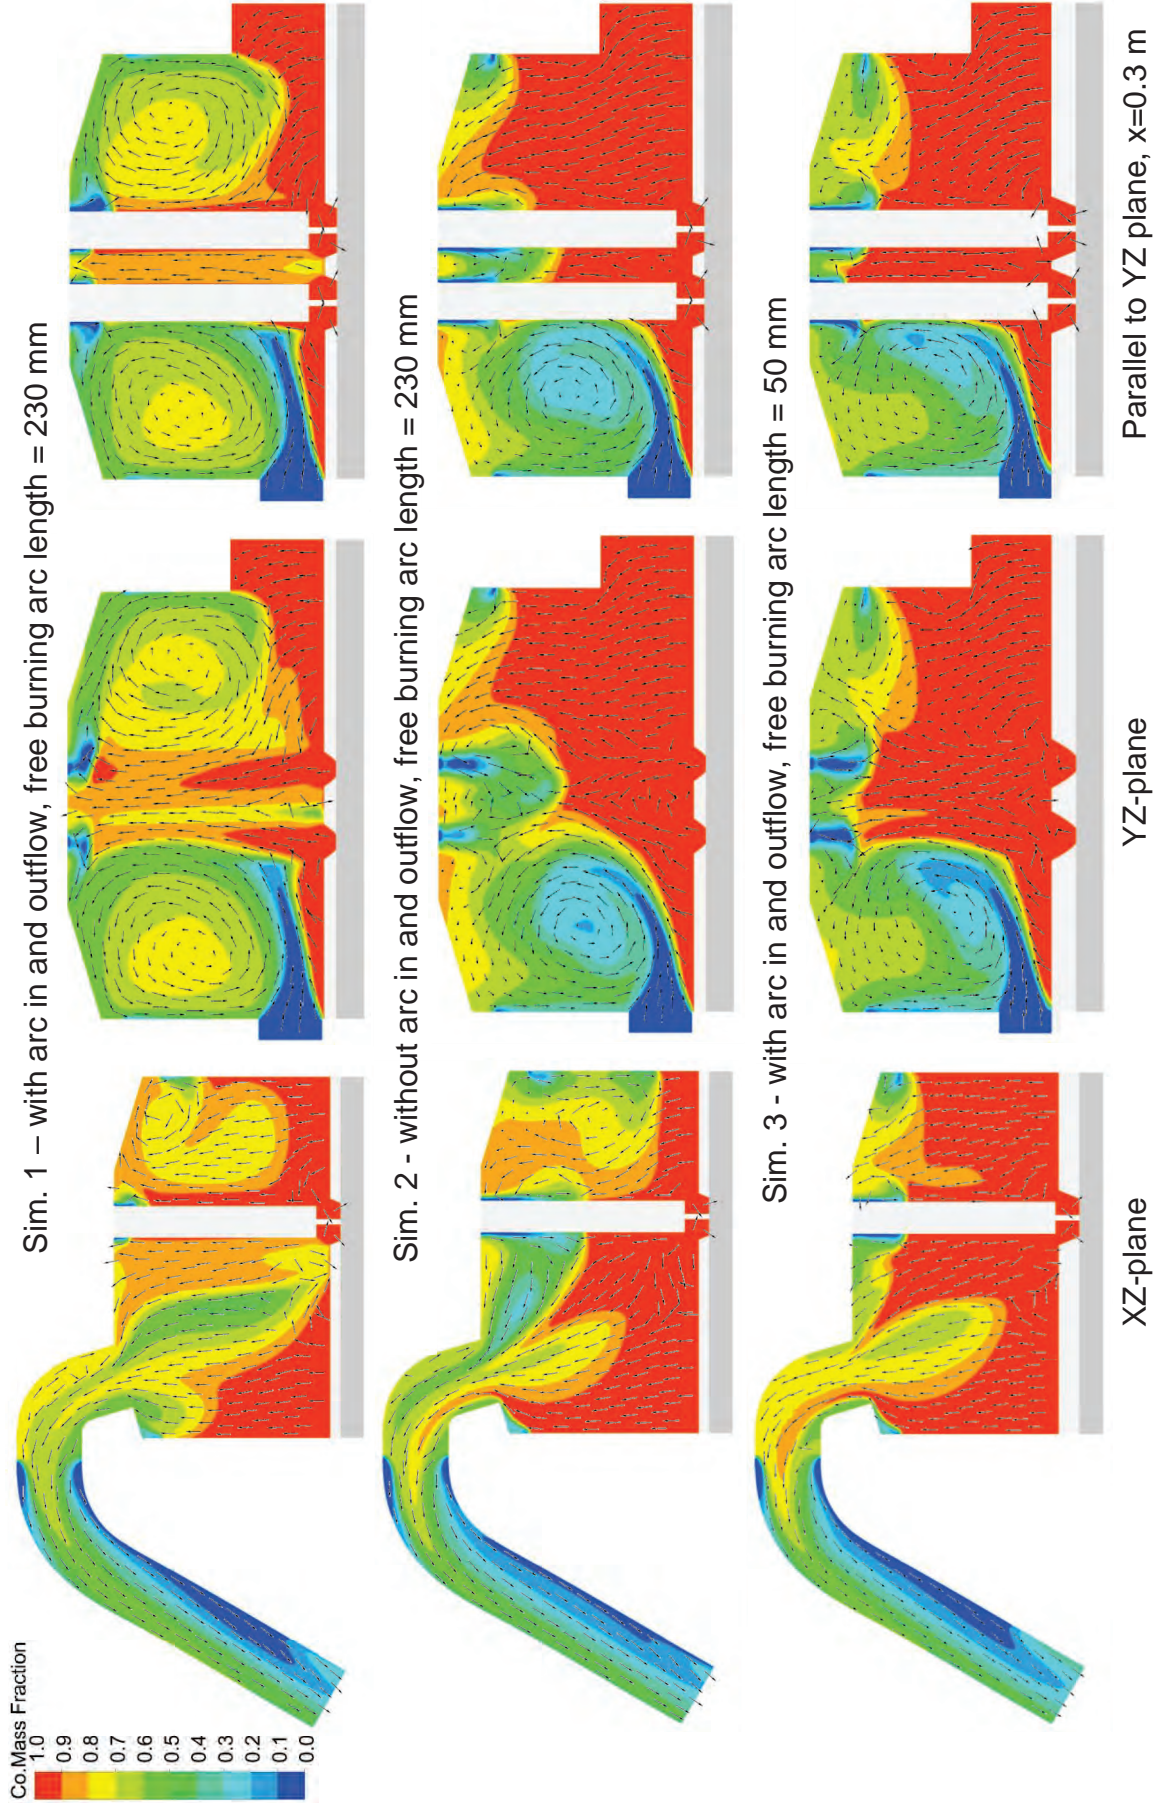 Co.Mass Fraction
1.0
0.9
0.8
0.7
0.6
0.5
0.4
0.3
0.2
0.1
0.0
Sim. 1 – with arc in and outflow, free burning arc length = 230 mm
Sim. 2 - without arc in and outflow, free burning arc length = 230 mm
Sim. 3 - with arc in and outflow, free burning arc length = 50 mm
XZ-plane
YZ-plane
Parallel to YZ plane, x=0.3 m